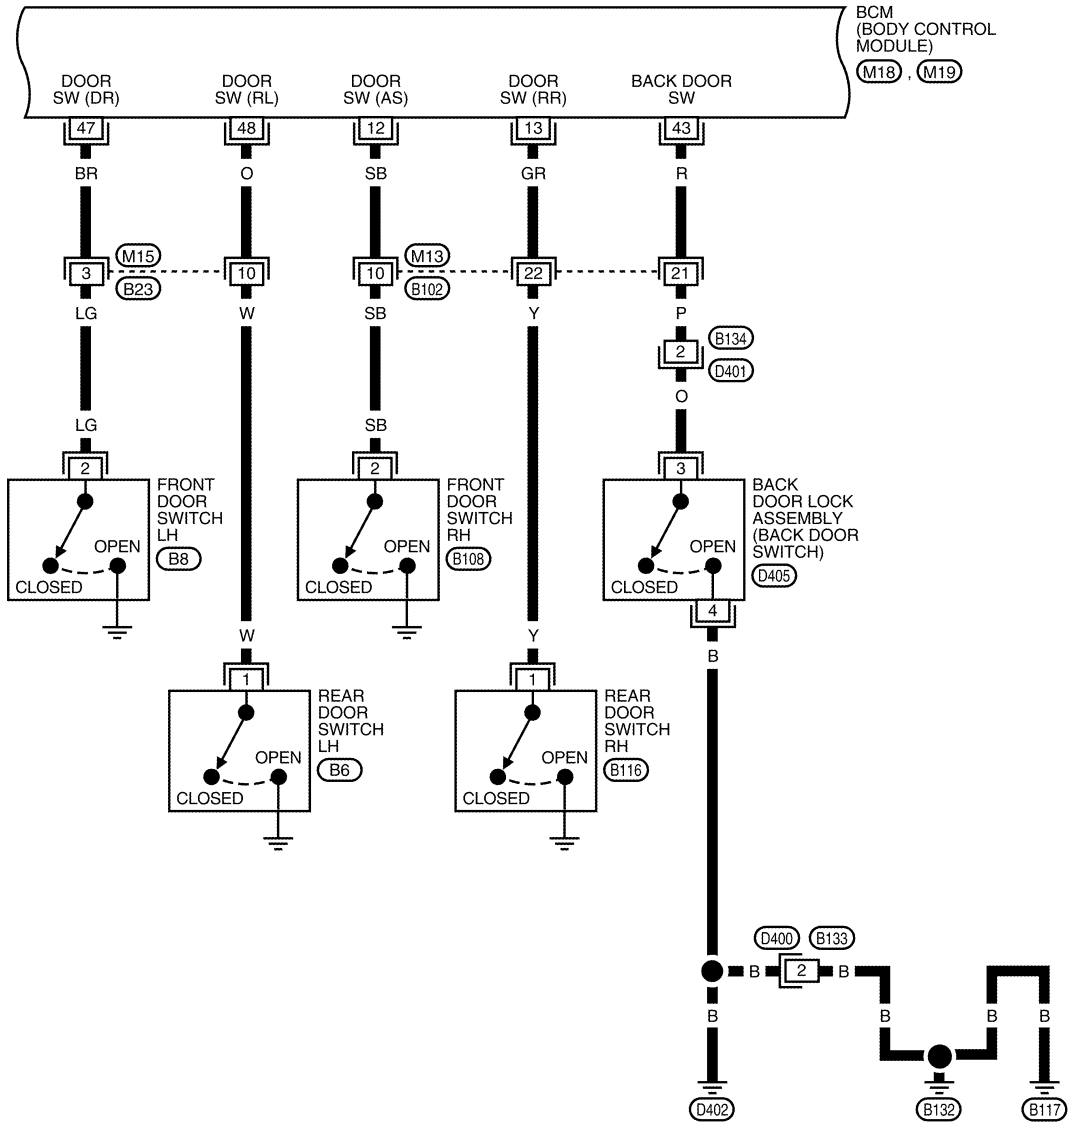 BCM
(BODY CONTROL
MODULE)
M18 , M19
DOOR
SW (DR)
DOOR
SW (RL)
DOOR
SW (AS)
DOOR
SW (RR)
BACK DOOR
SW
47
48
12
13
43
BR
O
SB
GR
R
M15
M13
3
10
10
22
21
B23
B102
LG
W
SB
Y
P
B134
2
D401
O
LG
SB
2
2
3
FRONT
DOOR
SWITCH
LH
B8
OPEN
CLOSED
FRONT
DOOR
SWITCH
RH
B108
OPEN
CLOSED
BACK
DOOR LOCK
ASSEMBLY
(BACK DOOR
SWITCH)
D405
OPEN
CLOSED
4
W
Y
B
1
1
REAR
DOOR
SWITCH
LH
B6
OPEN
CLOSED
REAR
DOOR
SWITCH
RH
B116
OPEN
CLOSED
D400
B133
B
2
B
B
B
B
B
D402
B132
B117